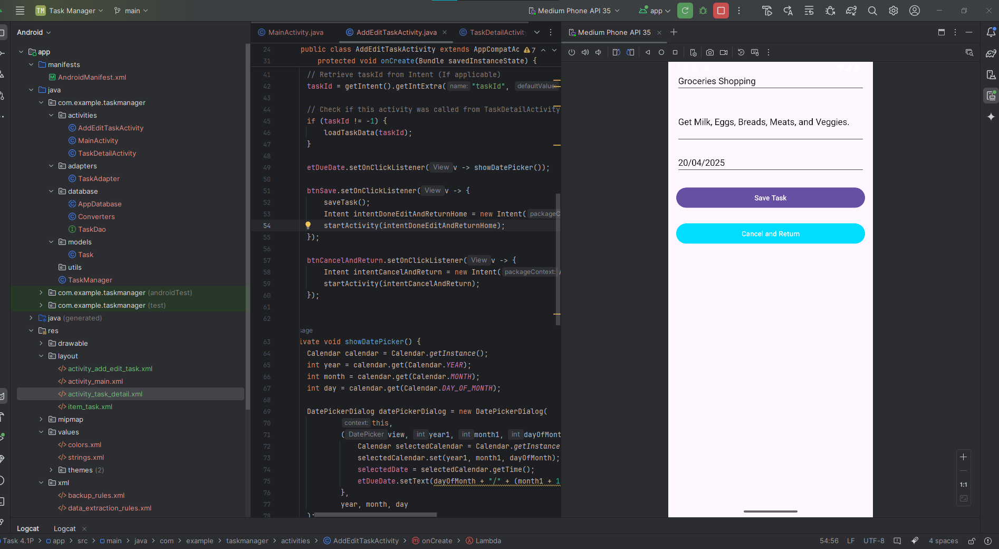 TM Task Manager
main
Medium Phone API 35
app
Android
app
manifests
AndroidManifest.xml
java
com.example.taskmanager
activities
AddEditTaskActivity
MainActivity
TaskDetailActivity
adapters
TaskAdapter
database
AppDatabase
Converters
TaskDao
models
Task
utils
TaskManager
com.example.taskmanager (androidTest)
com.example.taskmanager (test)
java (generated)
res
drawable
layout
activity_add_edit_task.xml
activity_main.xml
activity_task_detail.xml
item_task.xml
mipmap
values
colors.xml
strings.xml
themes (2)
xml
backup_rules.xml
data_extraction_rules.xml
MainActivity.java
AddEditTaskActivity.java
TaskDetailActivit
24 public class AddEditTaskActivity extends AppCompatAc 7
31 protected void onCreate(Bundle savedInstanceState) {
41 // Retrieve taskId from Intent (If applicable)
42 taskId = getIntent().getIntExtra( name: "taskId", defaultValue:
43
44 // Check if this activity was called from TaskDetailActivity
45 if (taskId != -1) {
46 loadTaskData(taskId);
47 }
48
49 etDueDate.setOnClickListener( View v -> showDatePicker());
50
51 btnSave.setOnClickListener( View v -> {
52 saveTask();
53 Intent intentDoneEditAndReturnHome = new Intent( packageC
54 startActivity(intentDoneEditAndReturnHome);
55 });
56
57 btnCancelAndReturn.setOnClickListener( View v -> {
58 Intent intentCancelAndReturn = new Intent( packageContext:
59 startActivity(intentCancelAndReturn);
60 });
61
62
sage
63 ivate void showDatePicker() {
64 Calendar calendar = Calendar.getInstance();
65 int year = calendar.get(Calendar.YEAR);
66 int month = calendar.get(Calendar.MONTH);
67 int day = calendar.get(Calendar.DAY_OF_MONTH);
68
69 DatePickerDialog datePickerDialog = new DatePickerDialog(
70 context: this,
71 ( DatePicker view, int year1, int month1, int dayOfMont
72 Calendar selectedCalendar = Calendar.getInstance
73 selectedCalendar.set(year1, month1, dayOfMonth);
74 selectedDate = selectedCalendar.getTime();
75 etDueDate.setText(dayOfMonth + "/" + (month1 + 1
76 },
77 year, month, day
78 );
Medium Phone API 35
Groceries Shopping
Get Milk, Eggs, Breads, Meats, and Veggies.
20/04/2025
Save Task
Cancel and Return
1:1
Logcat
Logcat
Task 4.1P > app > src > main > java > com > example > taskmanager > activities > AddEditTaskActivity > onCreate > Lambda
54:56 LF UTF-8 4 spaces